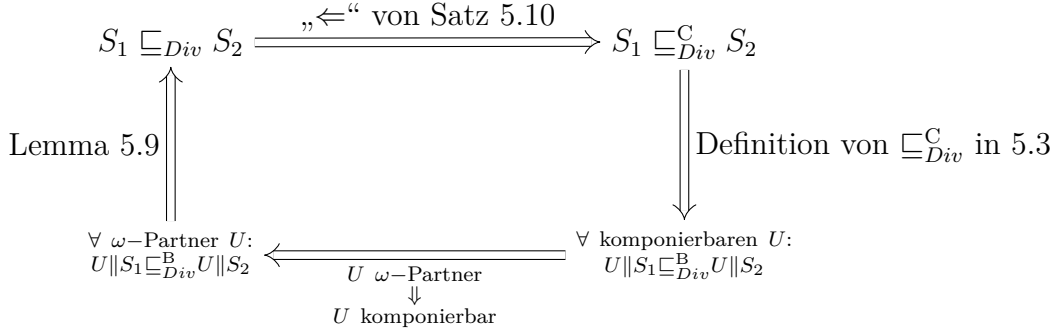 „⇐“ von Satz 5.10
S₁ ⊑_Div S₂
S₁ ⊑^C_Div S₂
Lemma 5.9
Definition von ⊑^C_Div in 5.3
∀ ω−Partner U:
U∥S₁⊑^B_Div U∥S₂
∀ komponierbaren U:
U∥S₁⊑^B_Div U∥S₂
U ω−Partner
⇓
U komponierbar